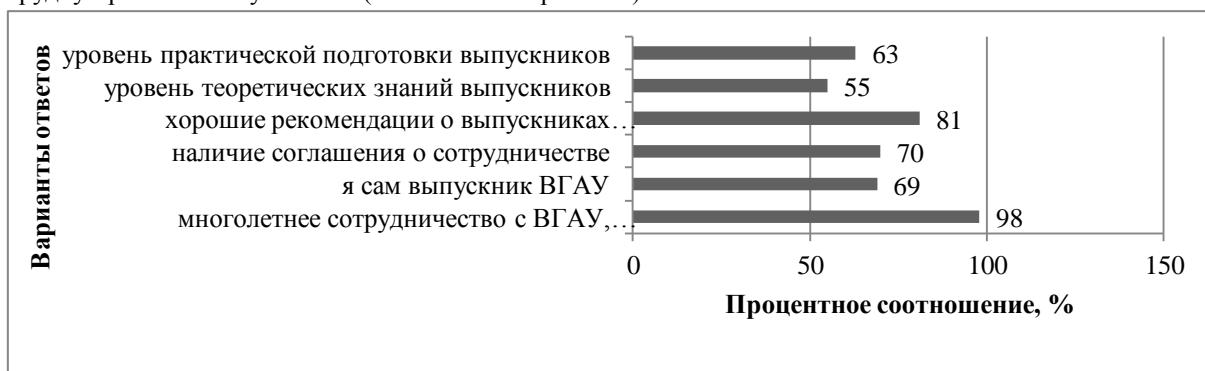 Варианты ответов
уровень практической подготовки выпускников
63
уровень теоретических знаний выпускников
55
хорошие рекомендации о выпускниках…
81
наличие соглашения о сотрудничестве
70
я сам выпускник ВГАУ
69
многолетнее сотрудничество с ВГАУ,…
98
0 50 100 150
Процентное соотношение, %